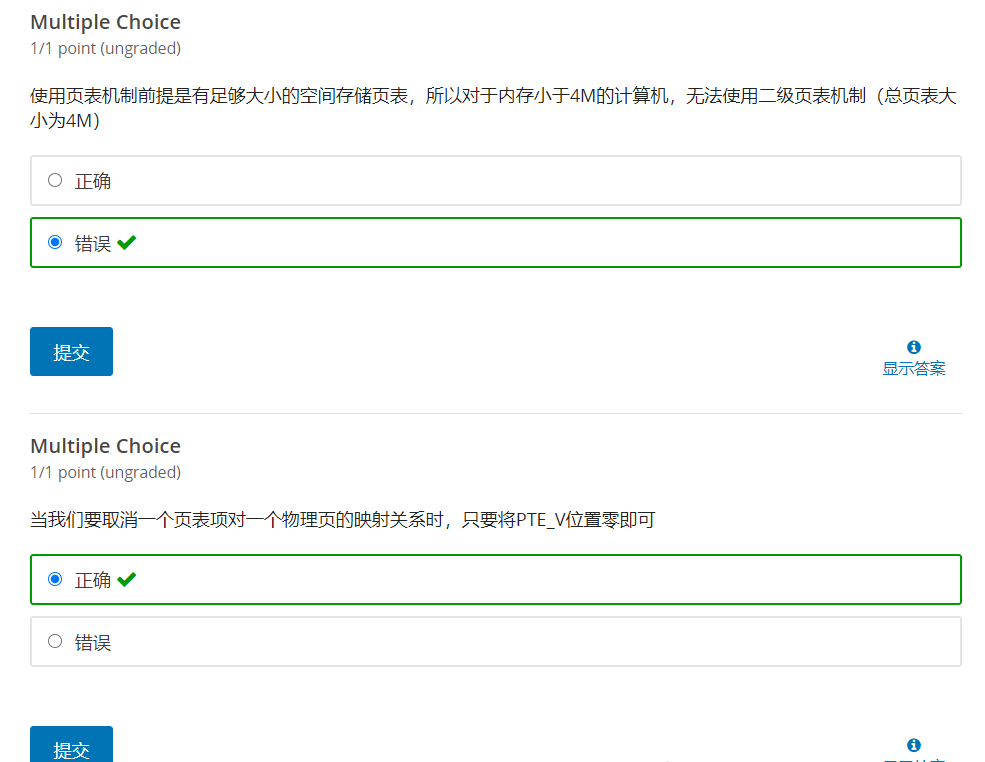 Multiple Choice
1/1 point (ungraded)
使用页表机制前提是有足够大小的空间存储页表，所以对于内存小于4M的计算机，无法使用二级页表机制（总页表大
小为4M）
正确
错误
提交
显示答案
Multiple Choice
1/1 point (ungraded)
当我们要取消一个页表项对一个物理页的映射关系时，只要将PTE_V位置零即可
正确
错误
提交